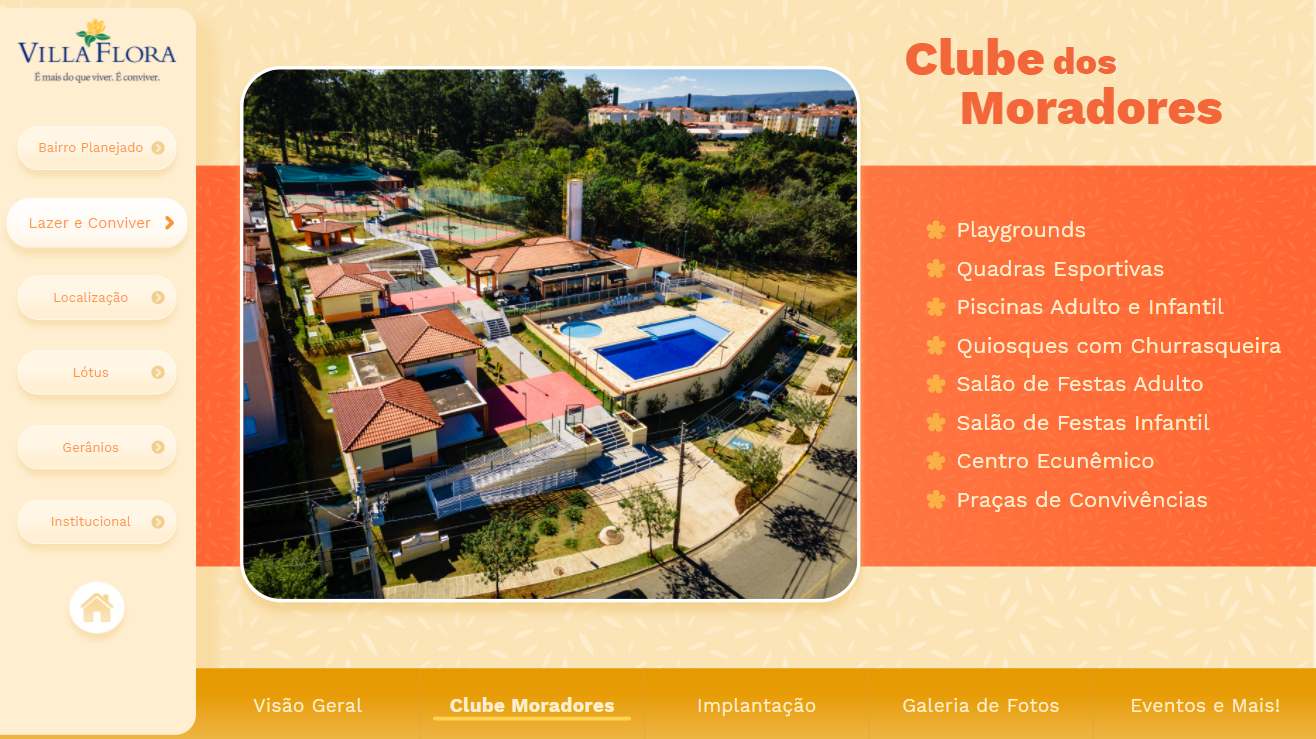 VILLA FLORA
É mais do que viver. É conviver.
Bairro Planejado
Lazer e Conviver
Localização
Lótus
Gerânios
Institucional
Clube dos
Moradores
Playgrounds
Quadras Esportivas
Piscinas Adulto e Infantil
Quiosques com Churrasqueira
Salão de Festas Adulto
Salão de Festas Infantil
Centro Ecunêmico
Praças de Convivências
Visão Geral
Clube Moradores
Implantação
Galeria de Fotos
Eventos e Mais!